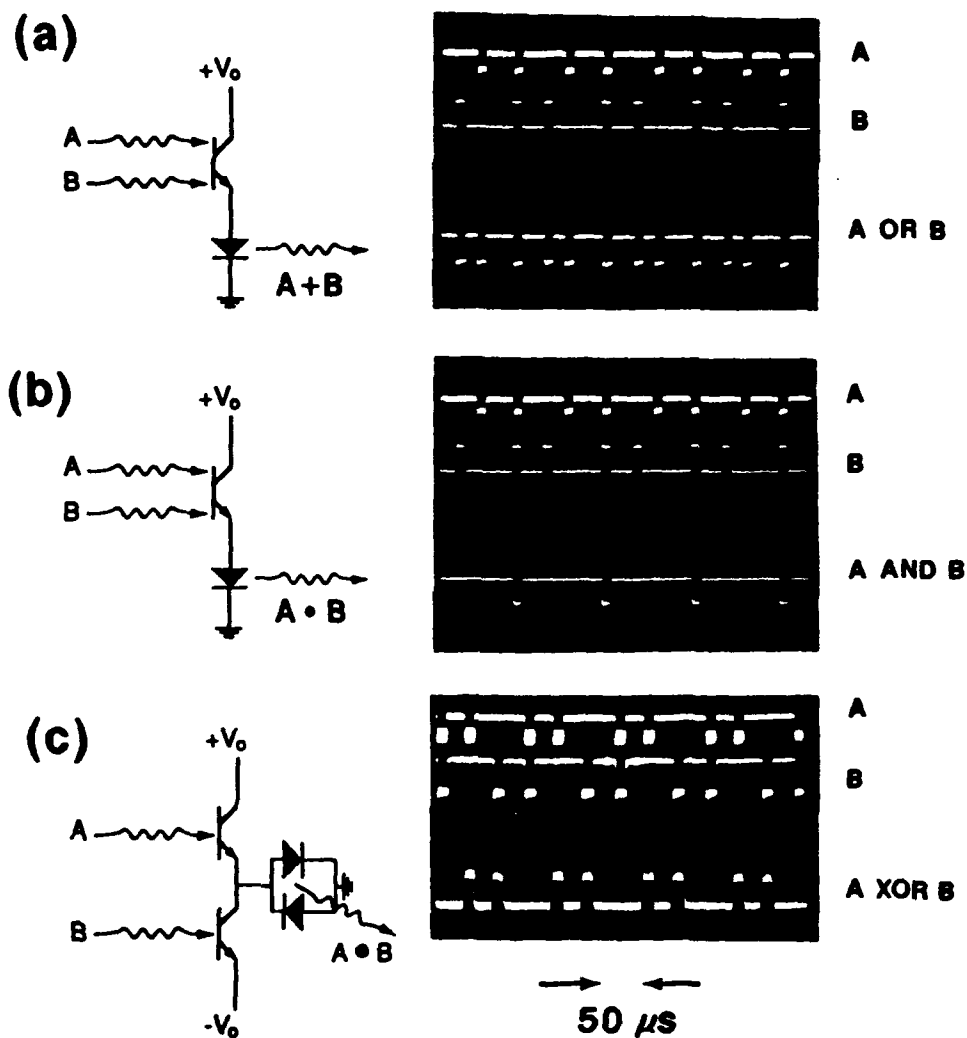 (a)
+V₀
A
B
A+B
A
B
A OR B
(b)
+V₀
A
B
A • B
A
B
A AND B
(c)
+V₀
A
B
A • B
-V₀
A
B
A XOR B
50 µs